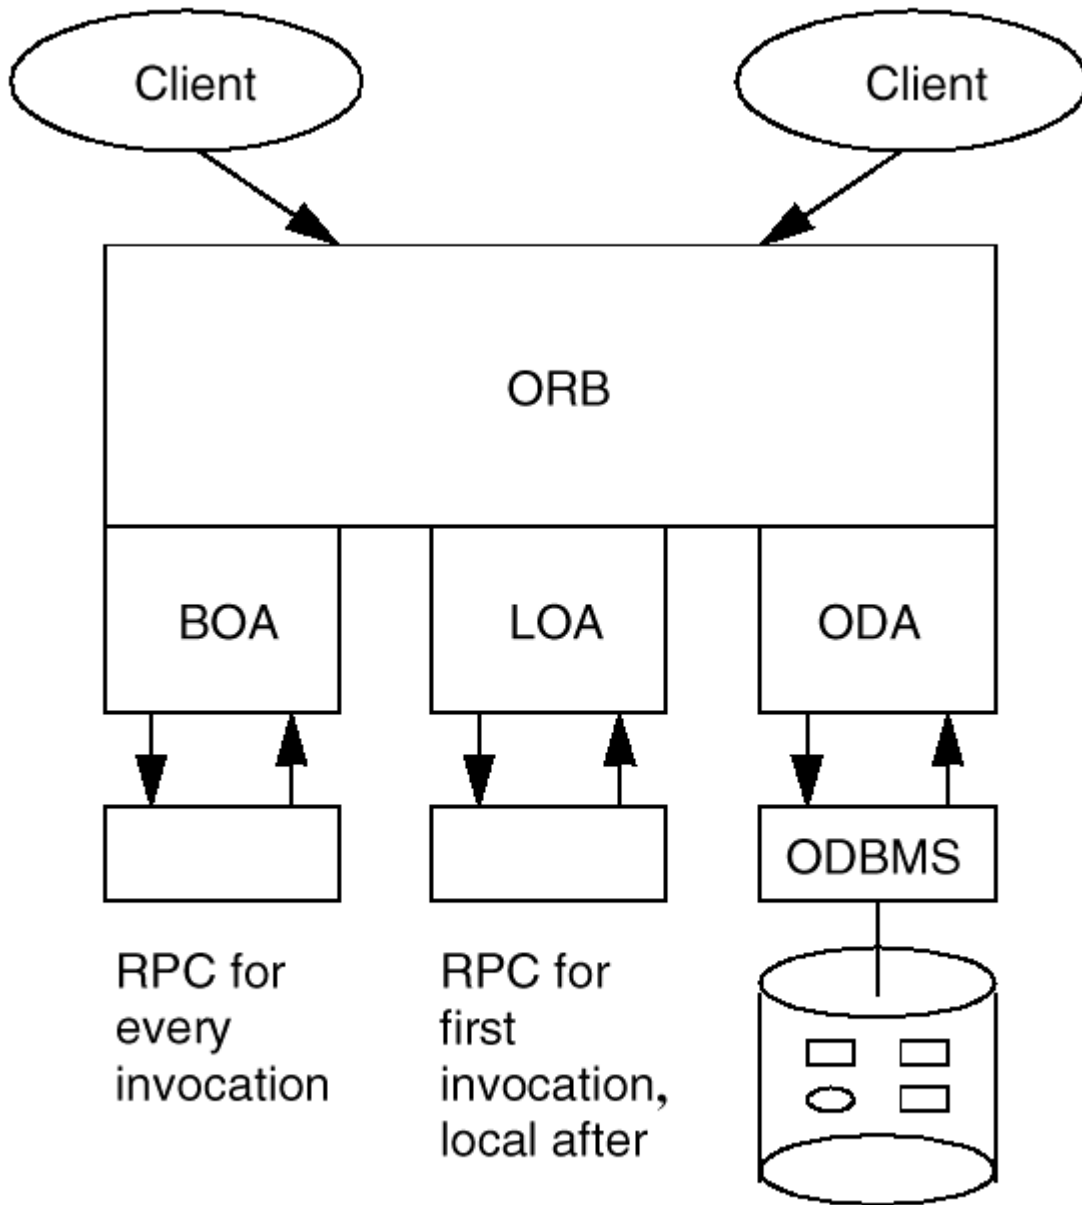 Client
Client
ORB
BOA
LOA
ODA
ODBMS
RPC for
every
invocation
RPC for
first
invocation,
local after